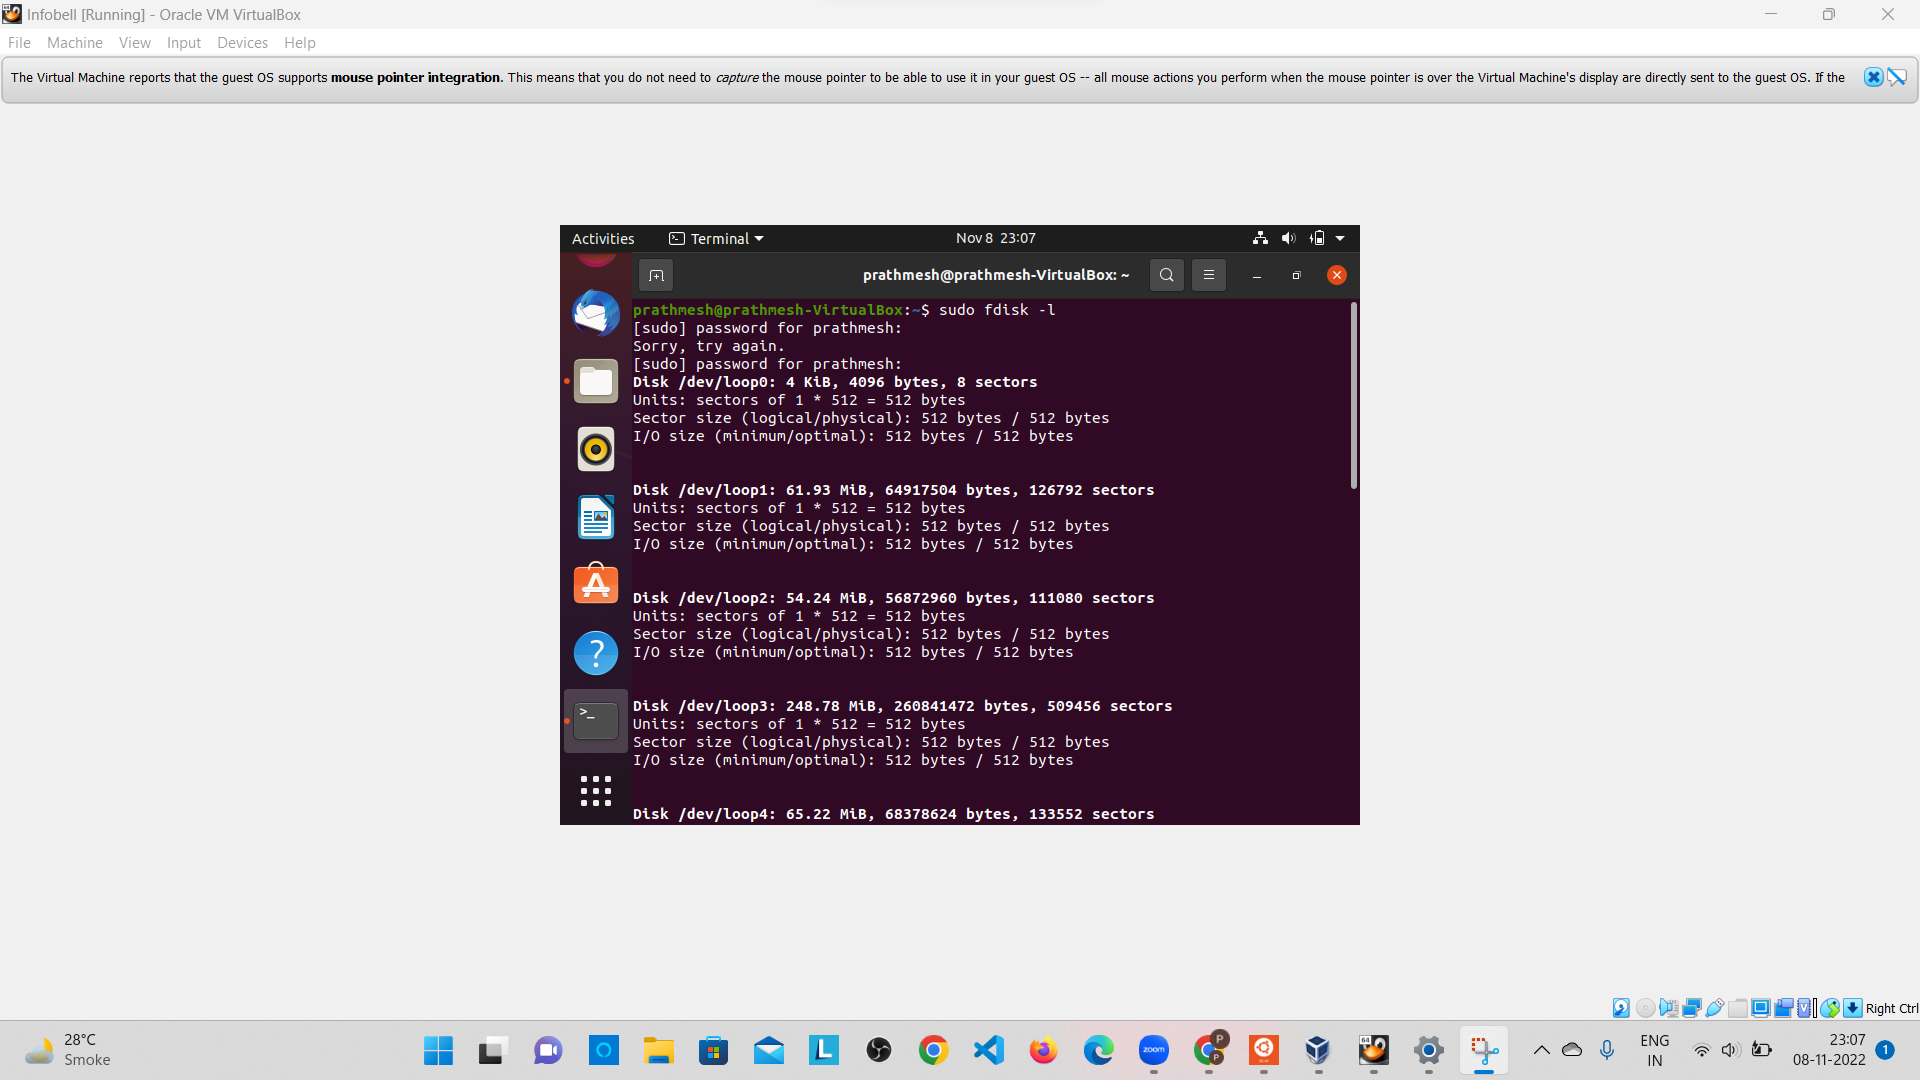 Infobell [Running] - Oracle VM VirtualBox
File Machine View Input Devices Help
The Virtual Machine reports that the guest OS supports mouse pointer integration. This means that you do not need to capture the mouse pointer to be able to use it in your guest OS -- all mouse actions you perform when the mouse pointer is over the Virtual Machine's display are directly sent to the guest OS. If the
Activities Terminal Nov 8 23:07
prathmesh@prathmesh-VirtualBox: ~
prathmesh@prathmesh-VirtualBox:~$ sudo fdisk -l
[sudo] password for prathmesh:
Sorry, try again.
[sudo] password for prathmesh:
Disk /dev/loop0: 4 KiB, 4096 bytes, 8 sectors
Units: sectors of 1 * 512 = 512 bytes
Sector size (logical/physical): 512 bytes / 512 bytes
I/O size (minimum/optimal): 512 bytes / 512 bytes
Disk /dev/loop1: 61.93 MiB, 64917504 bytes, 126792 sectors
Units: sectors of 1 * 512 = 512 bytes
Sector size (logical/physical): 512 bytes / 512 bytes
I/O size (minimum/optimal): 512 bytes / 512 bytes
Disk /dev/loop2: 54.24 MiB, 56872960 bytes, 111080 sectors
Units: sectors of 1 * 512 = 512 bytes
Sector size (logical/physical): 512 bytes / 512 bytes
I/O size (minimum/optimal): 512 bytes / 512 bytes
Disk /dev/loop3: 248.78 MiB, 260841472 bytes, 509456 sectors
Units: sectors of 1 * 512 = 512 bytes
Sector size (logical/physical): 512 bytes / 512 bytes
I/O size (minimum/optimal): 512 bytes / 512 bytes
Disk /dev/loop4: 65.22 MiB, 68378624 bytes, 133552 sectors
Right Ctrl
28°C
Smoke
zoom
P
P
64
ENG
IN
23:07
08-11-2022
1